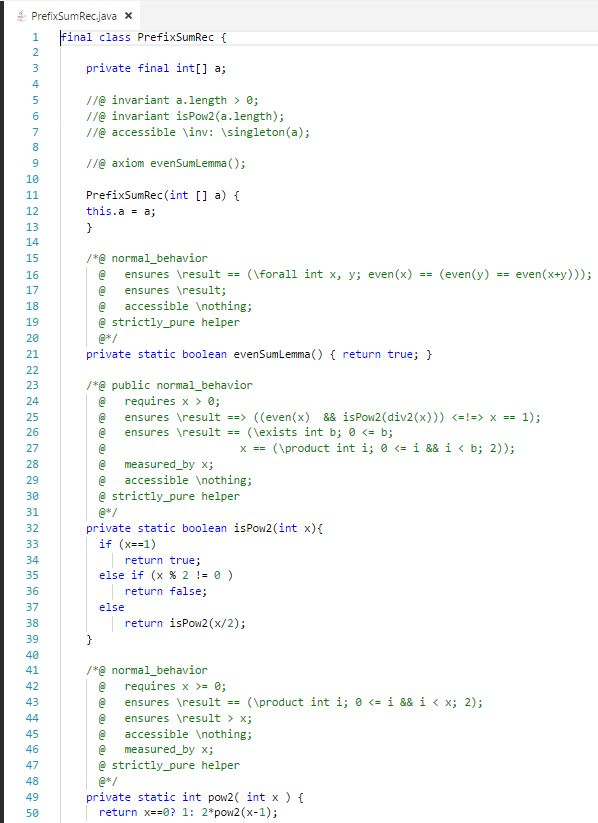 PrefixSumRec.java ×
1 final class PrefixSumRec {
2
3 private final int[] a;
4
5 //@ invariant a.length > 0;
6 //@ invariant isPow2(a.length);
7 //@ accessible \inv: \singleton(a);
8
9 //@ axiom evenSumLemma();
10
11 PrefixSumRec(int [] a) {
12 this.a = a;
13 }
14
15 /*@ normal_behavior
16 @ ensures \result == (\forall int x, y; even(x) == (even(y) == even(x+y)));
17 @ ensures \result;
18 @ accessible \nothing;
19 @ strictly_pure helper
20 @*/
21 private static boolean evenSumLemma() { return true; }
22
23 /*@ public normal_behavior
24 @ requires x > 0;
25 @ ensures \result ==> ((even(x) && isPow2(div2(x))) <=!=> x == 1);
26 @ ensures \result == (\exists int b; 0 <= b;
27 @ x == (\product int i; 0 <= i && i < b; 2));
28 @ measured_by x;
29 @ accessible \nothing;
30 @ strictly_pure helper
31 @*/
32 private static boolean isPow2(int x){
33 if (x==1)
34 return true;
35 else if (x % 2 != 0 )
36 return false;
37 else
38 return isPow2(x/2);
39 }
40
41 /*@ normal_behavior
42 @ requires x >= 0;
43 @ ensures \result == (\product int i; 0 <= i && i < x; 2);
44 @ ensures \result > x;
45 @ accessible \nothing;
46 @ measured_by x;
47 @ strictly_pure helper
48 @*/
49 private static int pow2( int x ) {
50 return x==0? 1: 2*pow2(x-1);